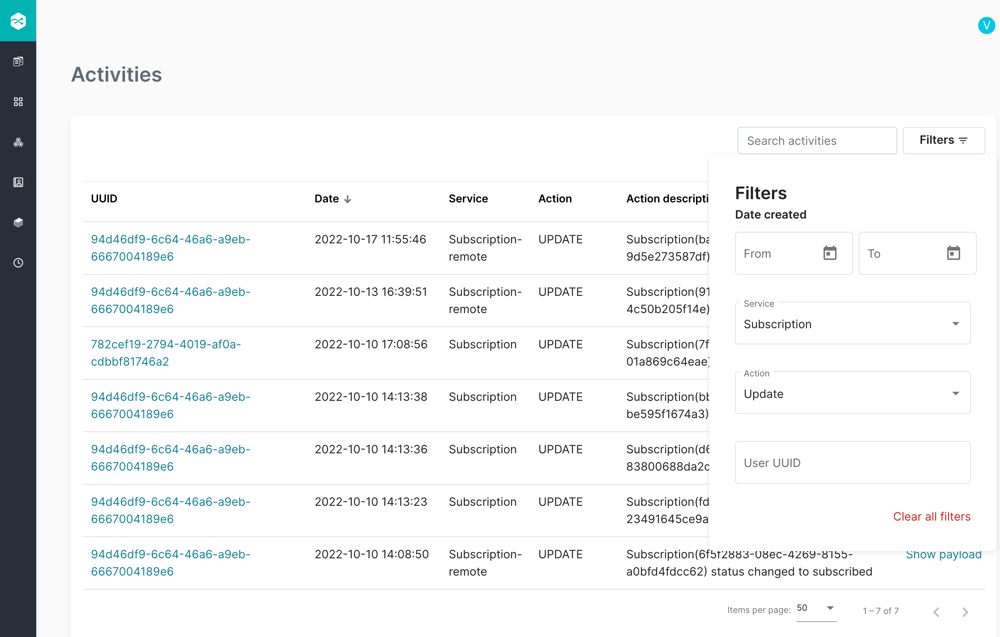 V
Activities
Search activities
Filters
UUID Date Service Action Action descripti
94d46df9-6c64-46a6-a9eb- 2022-10-17 11:55:46 Subscription- UPDATE Subscription(ba
6667004189e6 remote 9d5e273587df)
94d46df9-6c64-46a6-a9eb- 2022-10-13 16:39:51 Subscription- UPDATE Subscription(91
6667004189e6 remote 4c50b205f14e)
782cef19-2794-4019-af0a- 2022-10-10 17:08:56 Subscription UPDATE Subscription(7f
cdbbf81746a2 01a869c64eae)
94d46df9-6c64-46a6-a9eb- 2022-10-10 14:13:38 Subscription UPDATE Subscription(bb
6667004189e6 be595f1674a3)
94d46df9-6c64-46a6-a9eb- 2022-10-10 14:13:36 Subscription UPDATE Subscription(d6
6667004189e6 83800688da2c
94d46df9-6c64-46a6-a9eb- 2022-10-10 14:13:23 Subscription UPDATE Subscription(fd
6667004189e6 23491645ce9a
94d46df9-6c64-46a6-a9eb- 2022-10-10 14:08:50 Subscription- UPDATE Subscription(6f5f2883-08ec-4269-8155- Show payload
6667004189e6 remote a0bfd4fdcc62) status changed to subscribed
Filters
Date created
From To
Service
Subscription
Action
Update
User UUID
Clear all filters
Items per page: 50 1 – 7 of 7